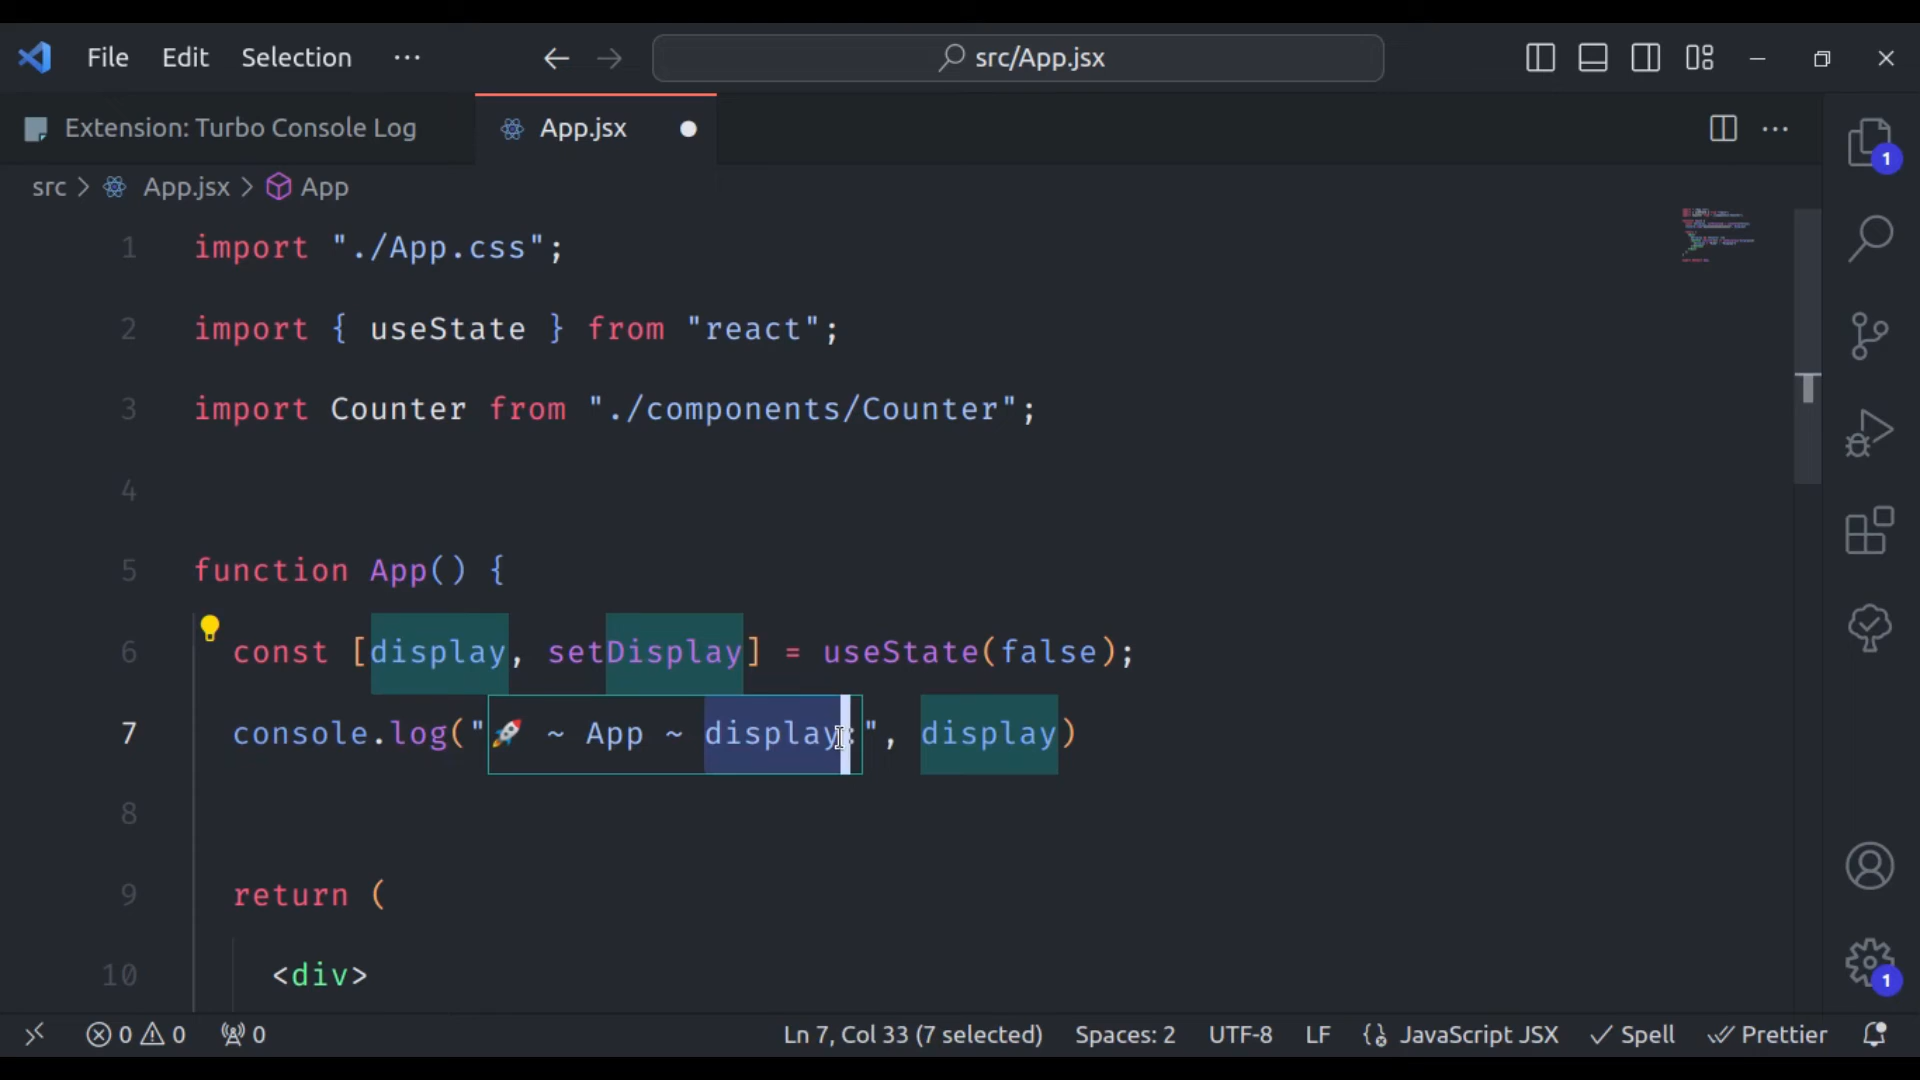 File Edit Selection ··· src/App.jsx
Extension: Turbo Console Log App.jsx ···
src > App.jsx > App
1 import "./App.css";
2 import { useState } from "react";
3 import Counter from "./components/Counter";
4
5 function App() {
6 const [display, setDisplay] = useState(false);
7 console.log("🚀 ~ App ~ display:", display)
8
9 return (
10 <div>
1
1
0 0 0 Ln 7, Col 33 (7 selected) Spaces: 2 UTF-8 LF JavaScript JSX Spell Prettier